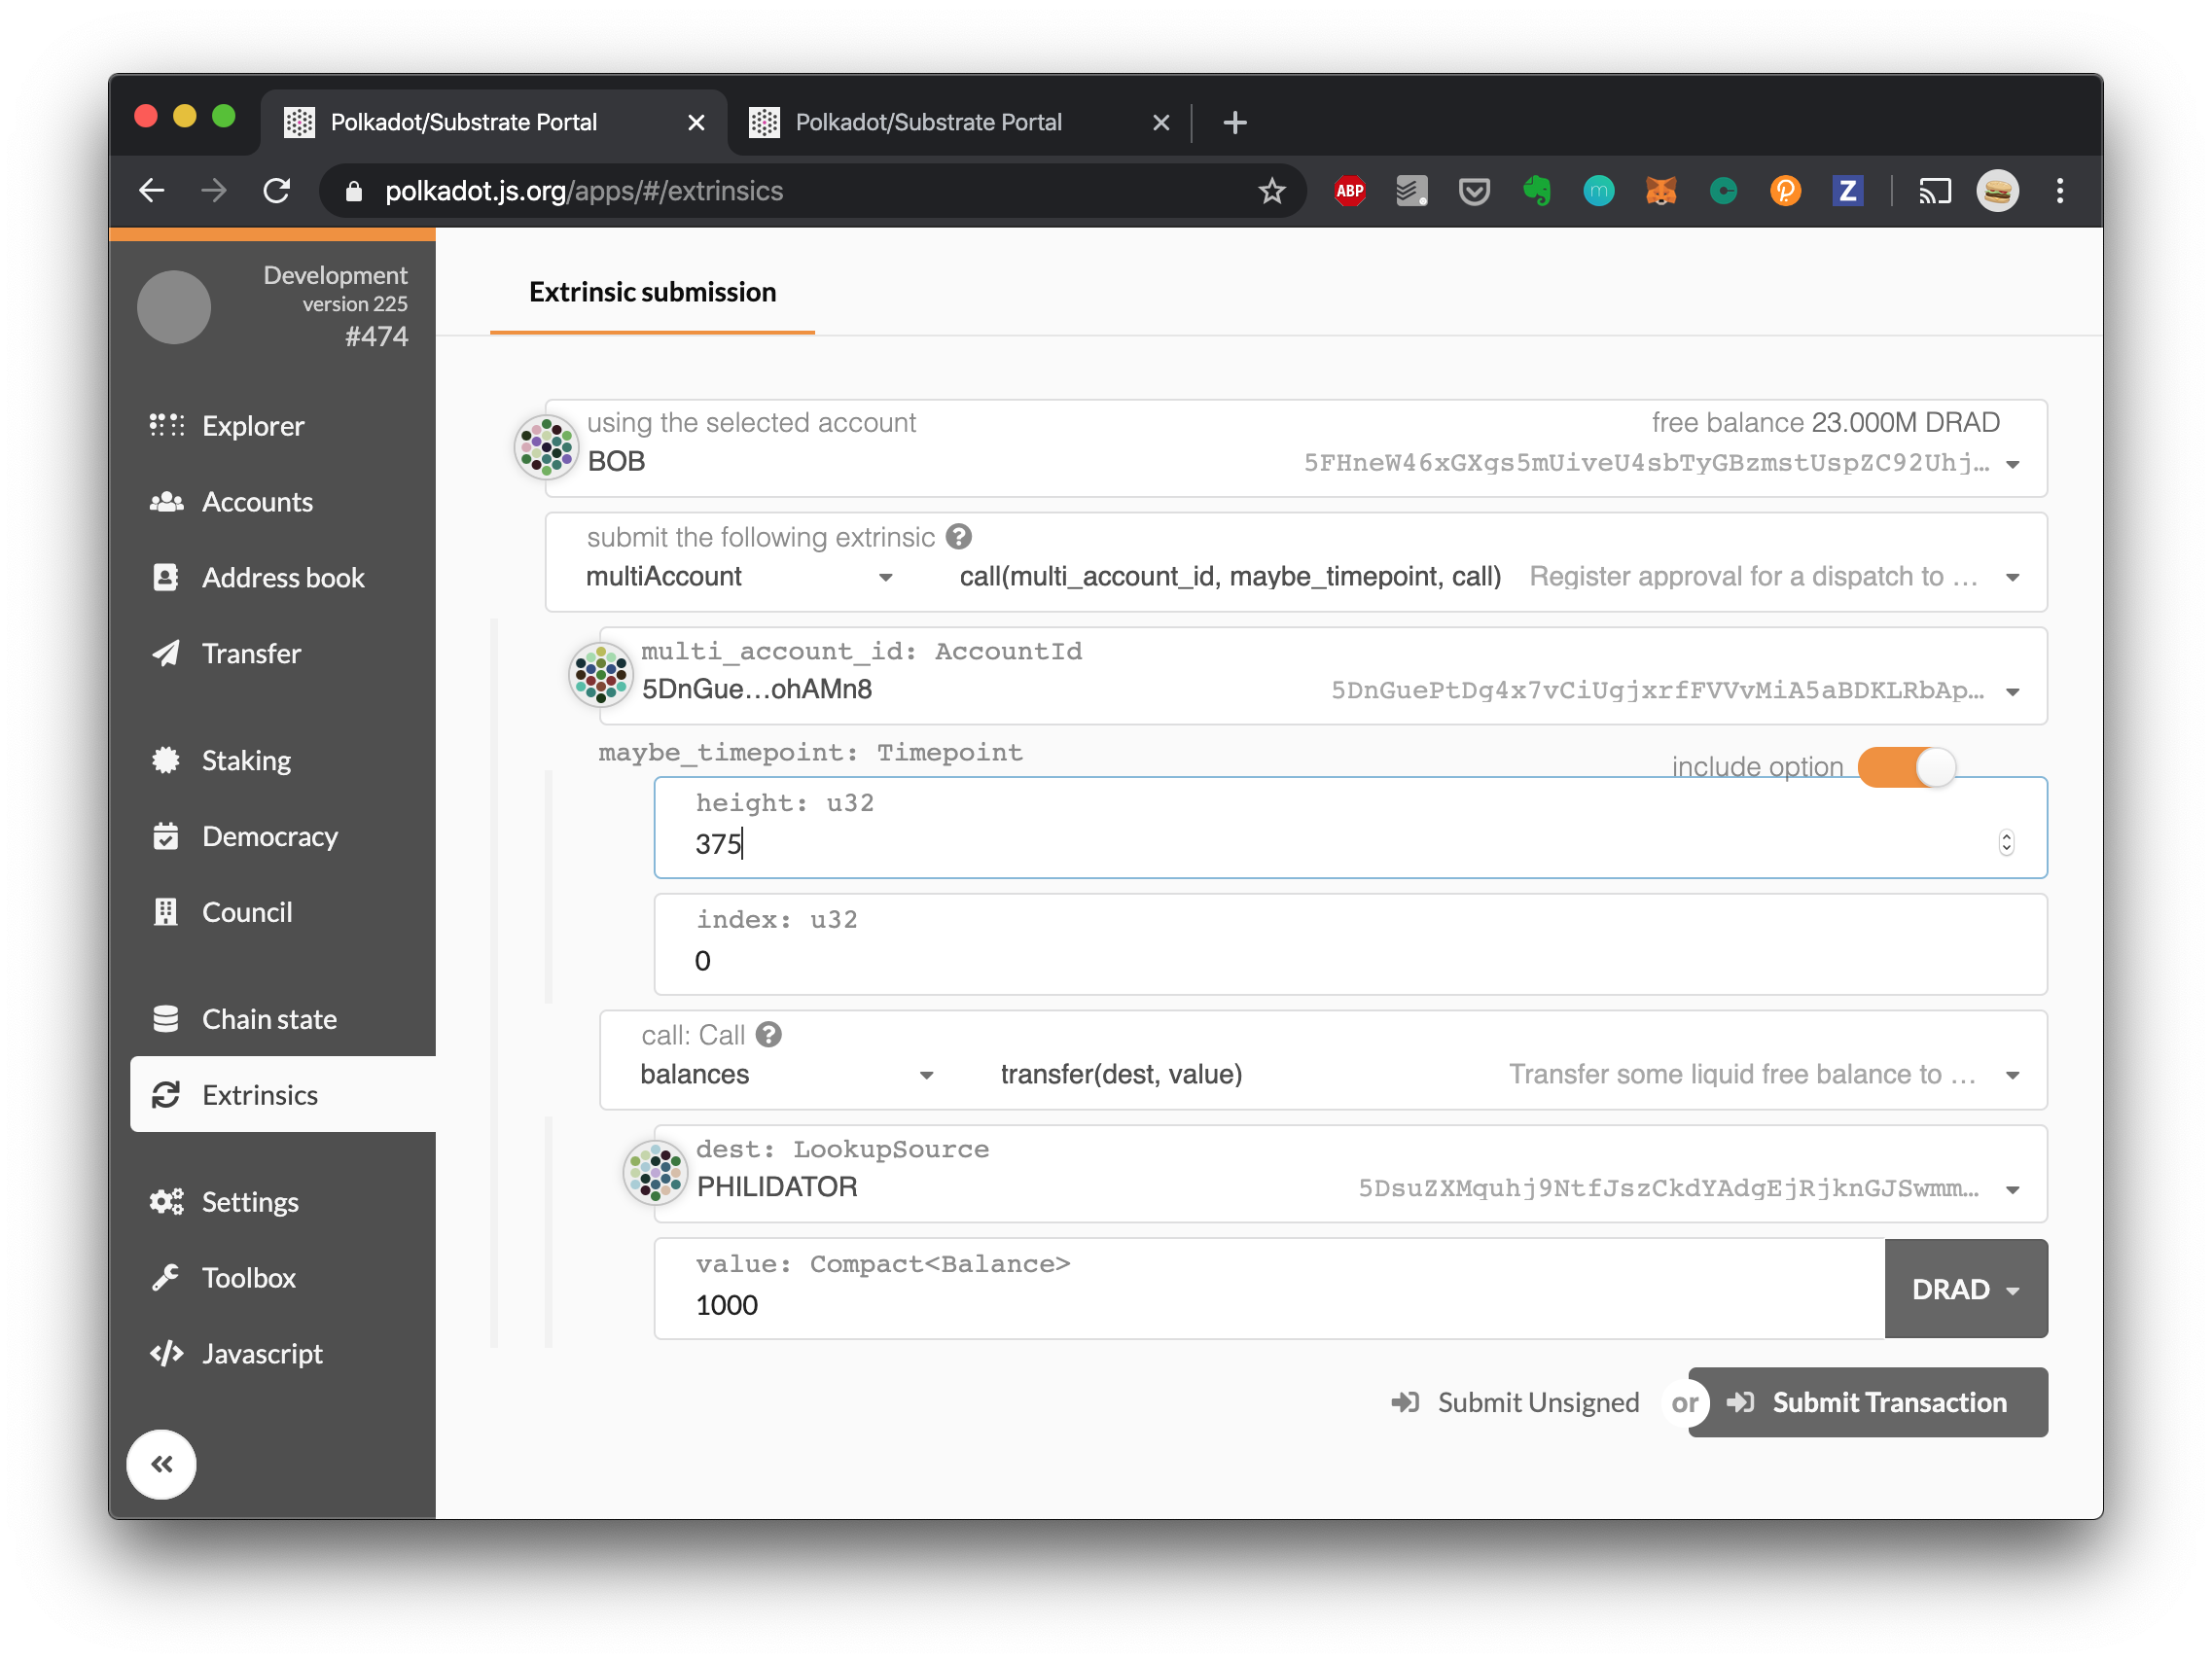 Polkadot/Substrate Portal
Polkadot/Substrate Portal
polkadot.js.org/apps/#/extrinsics
ABP
m
Z
Development
version 225
#474
Explorer
Accounts
Address book
Transfer
Staking
Democracy
Council
Chain state
Extrinsics
Settings
Toolbox
Javascript
Extrinsic submission
using the selected account
free balance 23.000M DRAD
BOB
5FHneW46xGXgs5mUiveU4sbTyGBzmstUspZC92Uhj…
submit the following extrinsic
multiAccount
call(multi_account_id, maybe_timepoint, call)
Register approval for a dispatch to …
multi_account_id: AccountId
5DnGue…ohAMn8
5DnGuePtDg4x7vCiUgjxrfFVVvMiA5aBDKLRbAp…
maybe_timepoint: Timepoint
include option
height: u32
375
index: u32
0
call: Call
balances
transfer(dest, value)
Transfer some liquid free balance to …
dest: LookupSource
PHILIDATOR
5DsuZXMquhj9NtfJszCkdYAdgEjRjknGJSwmm…
value: Compact<Balance>
1000
DRAD
Submit Unsigned
or
Submit Transaction